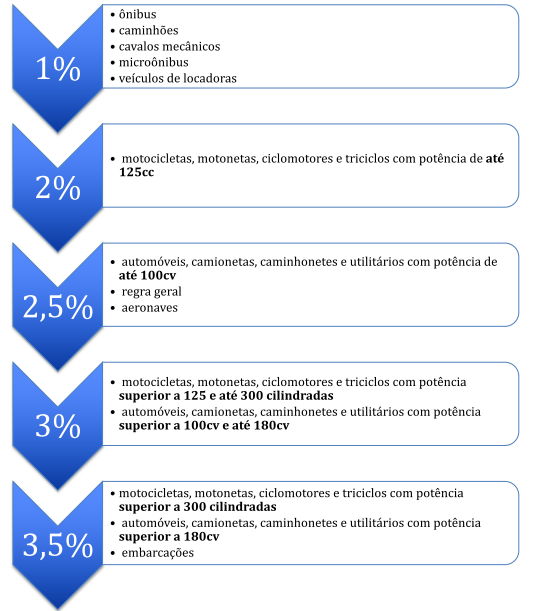 1%
• ônibus
• caminhões
• cavalos mecânicos
• microônibus
• veículos de locadoras
2%
• motocicletas, motonetas, ciclomotores e triciclos com potência de até
125cc
2,5%
• automóveis, camionetas, caminhonetes e utilitários com potência de
até 100cv
• regra geral
• aeronaves
3%
• motocicletas, motonetas, ciclomotores e triciclos com potência
superior a 125 e até 300 cilindradas
• automóveis, camionetas, caminhonetes e utilitários com potência
superior a 100cv e até 180cv
3,5%
• motocicletas, motonetas, ciclomotores e triciclos com potência
superior a 300 cilindradas
• automóveis, camionetas, caminhonetes e utilitários com potência
superior a 180cv
• embarcações